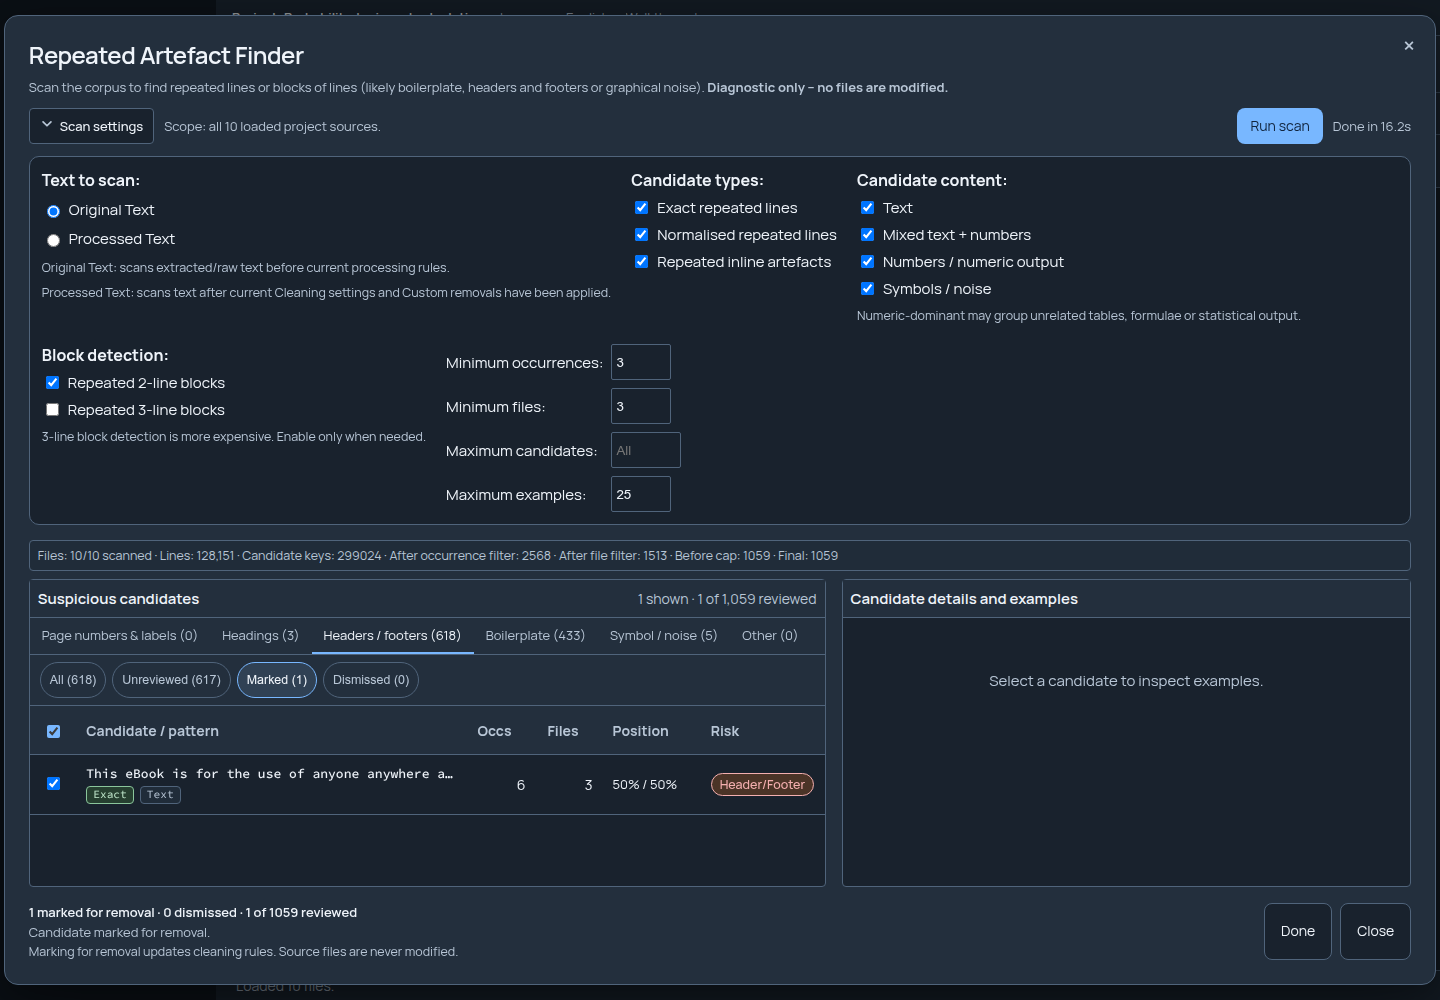 Repeated Artefact Finder
×
Scan the corpus to find repeated lines or blocks of lines (likely boilerplate, headers and footers or graphical noise). Diagnostic only – no files are modified.
Scan settings
Scope: all 10 loaded project sources.
Run scan
Done in 16.2s
Text to scan:
Original Text
Processed Text
Original Text: scans extracted/raw text before current processing rules.
Processed Text: scans text after current Cleaning settings and Custom removals have been applied.
Candidate types:
Exact repeated lines
Normalised repeated lines
Repeated inline artefacts
Candidate content:
Text
Mixed text + numbers
Numbers / numeric output
Symbols / noise
Numeric-dominant may group unrelated tables, formulae or statistical output.
Block detection:
Repeated 2-line blocks
Repeated 3-line blocks
3-line block detection is more expensive. Enable only when needed.
Minimum occurrences: 3
Minimum files: 3
Maximum candidates: All
Maximum examples: 25
Files: 10/10 scanned · Lines: 128,151 · Candidate keys: 299024 · After occurrence filter: 2568 · After file filter: 1513 · Before cap: 1059 · Final: 1059
Suspicious candidates
1 shown · 1 of 1,059 reviewed
Page numbers & labels (0) Headings (3) Headers / footers (618) Boilerplate (433) Symbol / noise (5) Other (0)
All (618) Unreviewed (617) Marked (1) Dismissed (0)
Candidate / pattern Occs Files Position Risk
This eBook is for the use of anyone anywhere a… 6 3 50% / 50% Header/Footer
Exact Text
Candidate details and examples
Select a candidate to inspect examples.
1 marked for removal · 0 dismissed · 1 of 1059 reviewed
Candidate marked for removal.
Marking for removal updates cleaning rules. Source files are never modified.
Done
Close
Loaded 10 files.